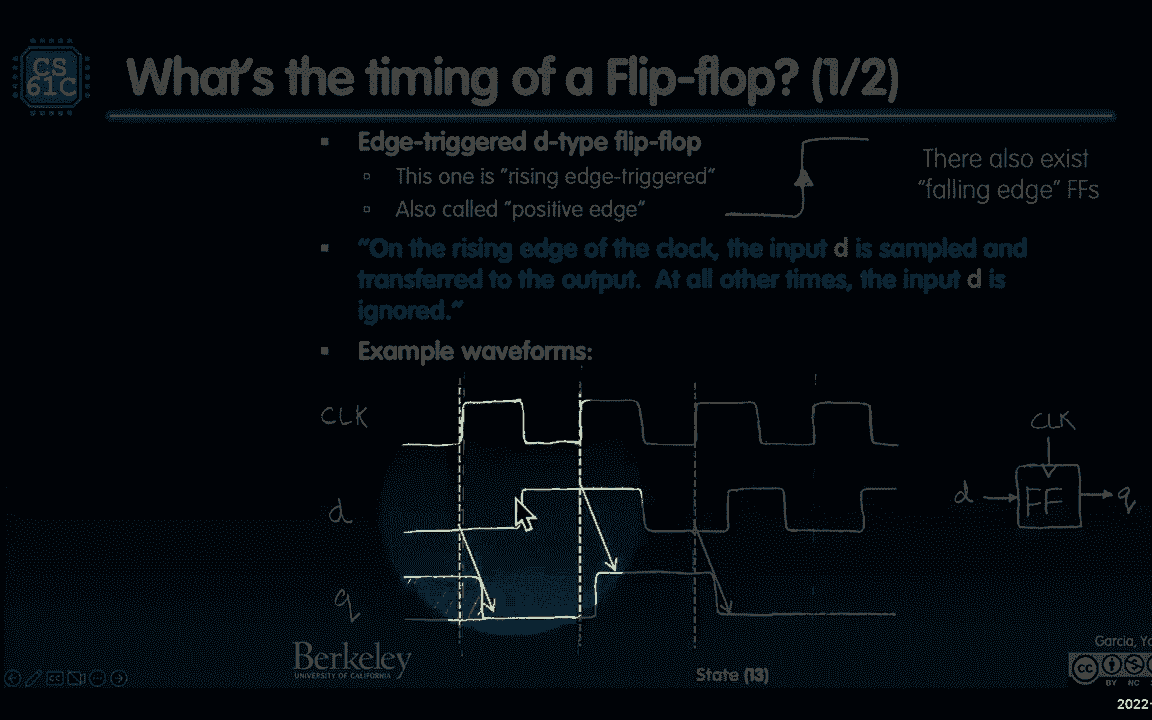 CS
61C
What's the timing of a Flip-flop? (1/2)
Edge-triggered d-type flip-flop
This one is "rising edge-triggered"
Also called "positive edge"
There also exist
"falling edge" FFs
"On the rising edge of the clock, the input d is sampled and
transferred to the output. At all other times, the input d is
ignored."
Example waveforms:
CLK
d
q
CLK
d
FF
q
Berkeley
UNIVERSITY OF CALIFORNIA
State (13)
Garcia,
CC
BY NC
2022-